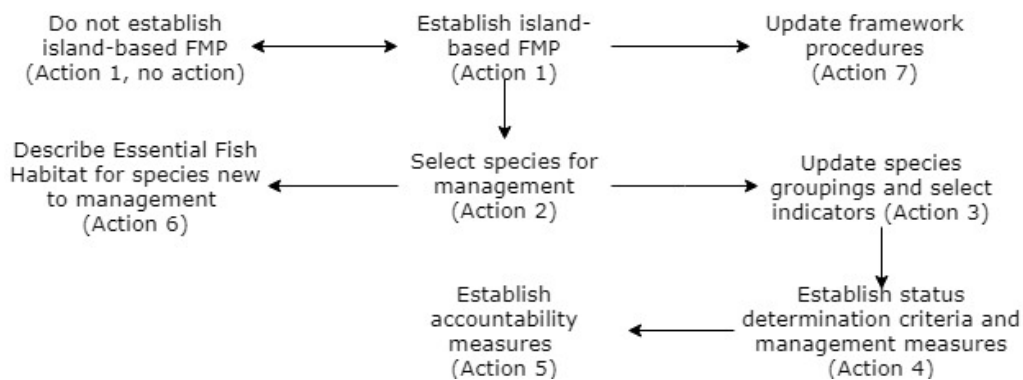 Do not establish
island-based FMP
(Action 1, no action)
Establish island-
based FMP
(Action 1)
Update framework
procedures
(Action 7)
Describe Essential Fish
Habitat for species new
to management
(Action 6)
Select species for
management
(Action 2)
Update species
groupings and select
indicators (Action 3)
Establish
accountability
measures
(Action 5)
Establish status
determination criteria and
management measures
(Action 4)